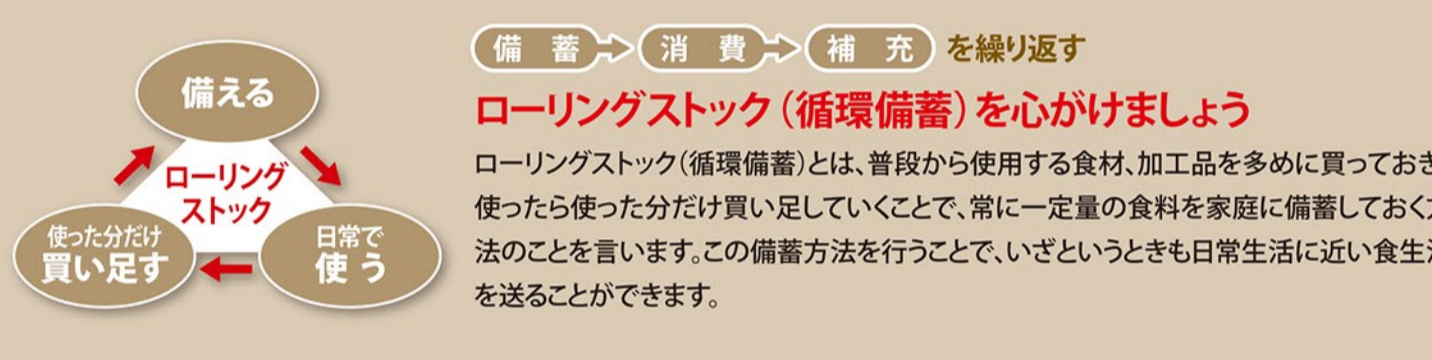 備える
ローリング
ストック
使った分だけ
買い足す
日常で
使う
備蓄 消費 補充 を繰り返す
ローリングストック（循環備蓄）を心がけましょう
ローリングストック（循環備蓄）とは、普段から使用する食材、加工品を多めに買っておき
使ったら使った分だけ買い足していくことで、常に一定量の食料を家庭に備蓄しておく
法のことを言います。この備蓄方法を行うことで、いざというときも日常生活に近い食生
を送ることができます。